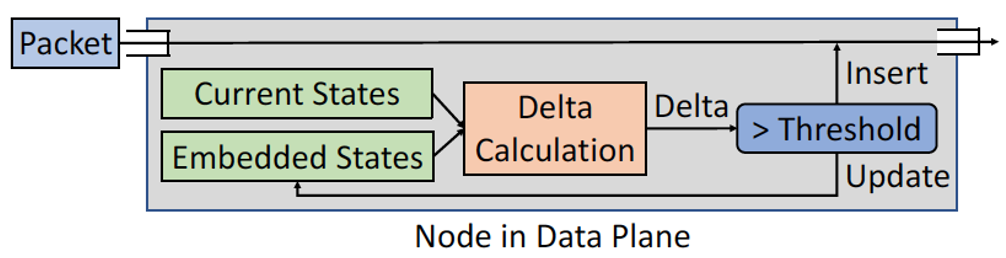 Packet
Current States
Embedded States
Delta
Calculation
Delta
> Threshold
Insert
Update
Node in Data Plane